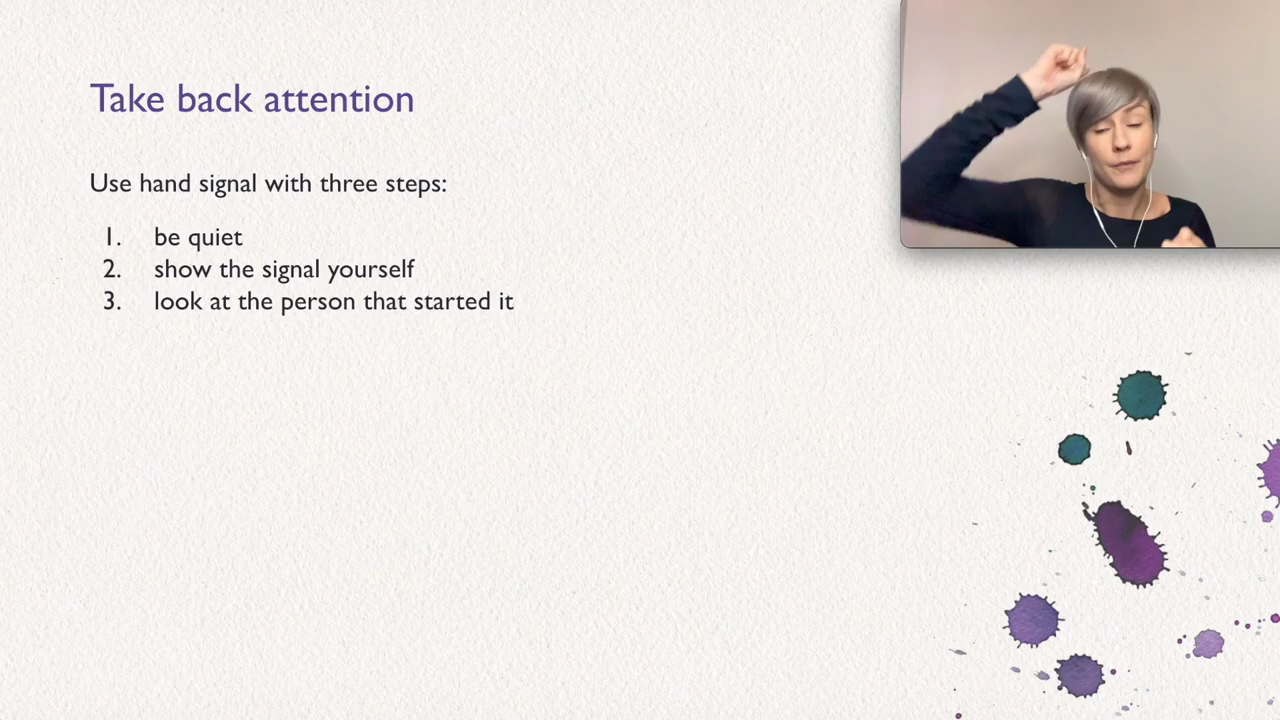 Take back attention
Use hand signal with three steps:
1. be quiet
2. show the signal yourself
3. look at the person that started it